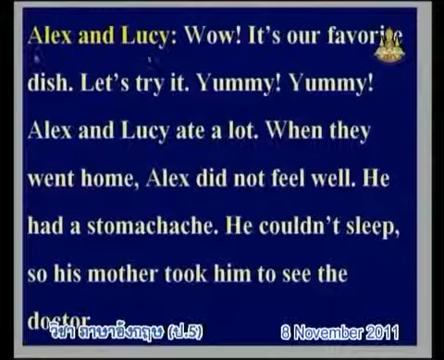 Alex and Lucy: Wow! It's our favorite
dish. Let's try it. Yummy! Yummy!
Alex and Lucy ate a lot. When they
went home, Alex did not feel well. He
had a stomachache. He couldn't sleep,
so his mother took him to see the
doctor
วิชา ภาษาอังกฤษ (ป.5)
8 November 2011